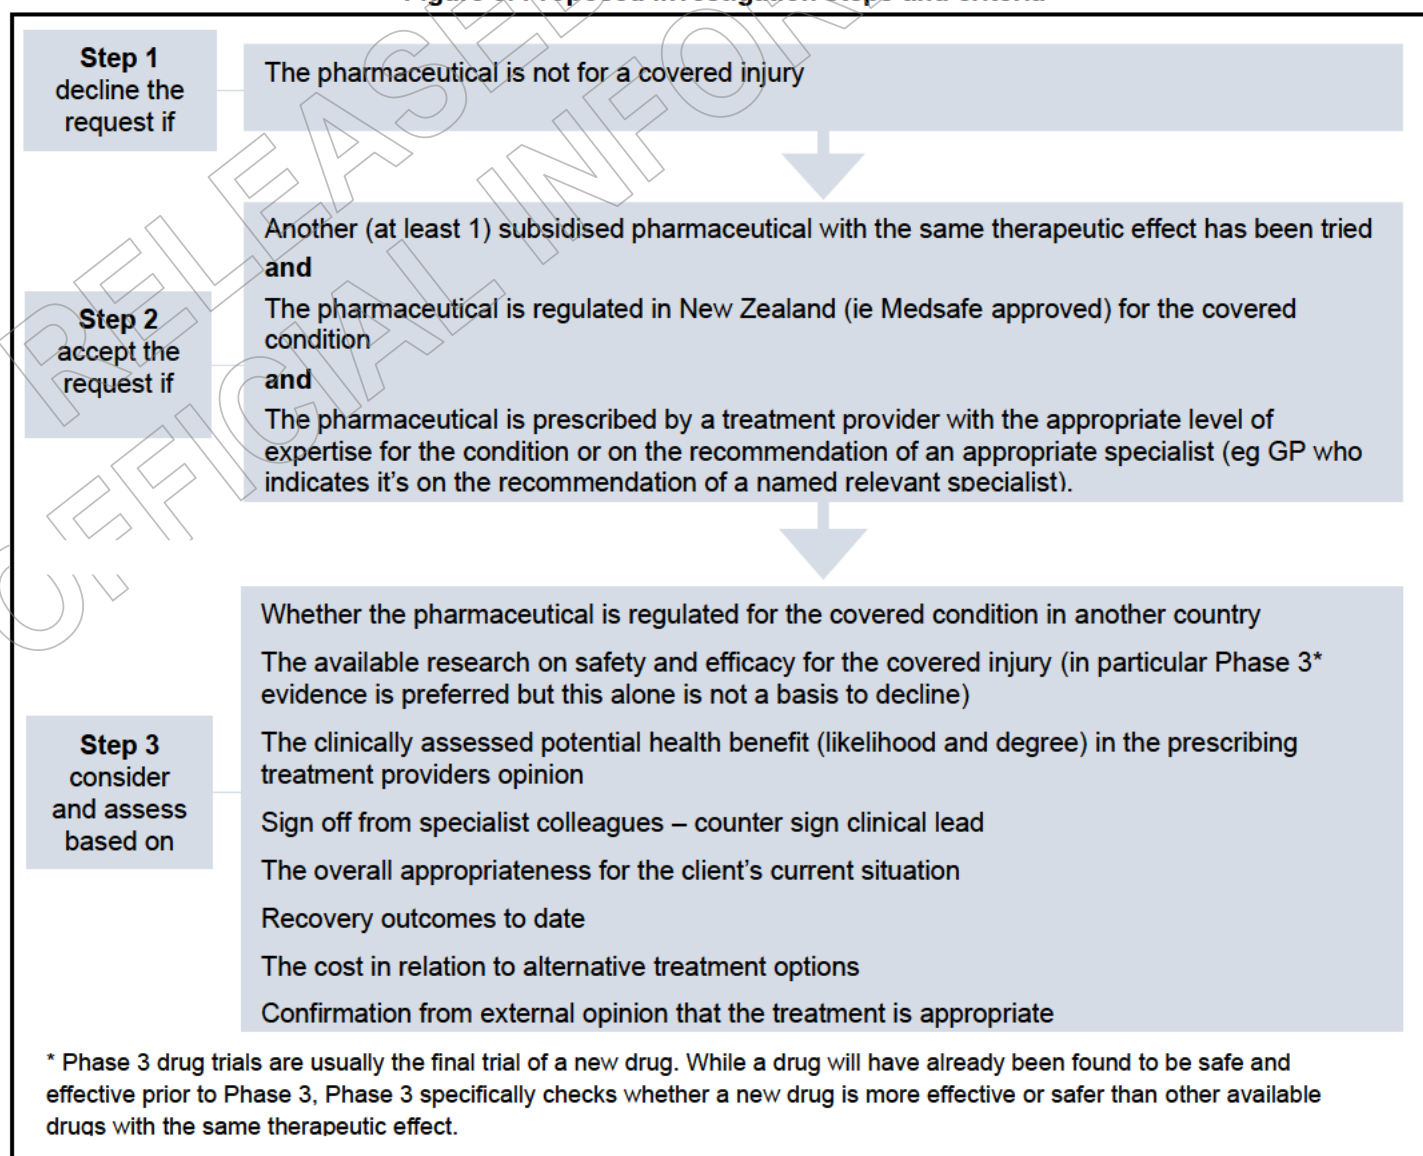 Step 1
decline the
request if
The pharmaceutical is not for a covered injury
Step 2
accept the
request if
Another (at least 1) subsidised pharmaceutical with the same therapeutic effect has been tried
and
The pharmaceutical is regulated in New Zealand (ie Medsafe approved) for the covered
condition
and
The pharmaceutical is prescribed by a treatment provider with the appropriate level of
expertise for the condition or on the recommendation of an appropriate specialist (eg GP who
indicates it's on the recommendation of a named relevant specialist).
Step 3
consider
and assess
based on
Whether the pharmaceutical is regulated for the covered condition in another country
The available research on safety and efficacy for the covered injury (in particular Phase 3*
evidence is preferred but this alone is not a basis to decline)
The clinically assessed potential health benefit (likelihood and degree) in the prescribing
treatment providers opinion
Sign off from specialist colleagues – counter sign clinical lead
The overall appropriateness for the client's current situation
Recovery outcomes to date
The cost in relation to alternative treatment options
Confirmation from external opinion that the treatment is appropriate
* Phase 3 drug trials are usually the final trial of a new drug. While a drug will have already been found to be safe and
effective prior to Phase 3, Phase 3 specifically checks whether a new drug is more effective or safer than other available
drugs with the same therapeutic effect.
RELEASE
OFFICIAL INFOR